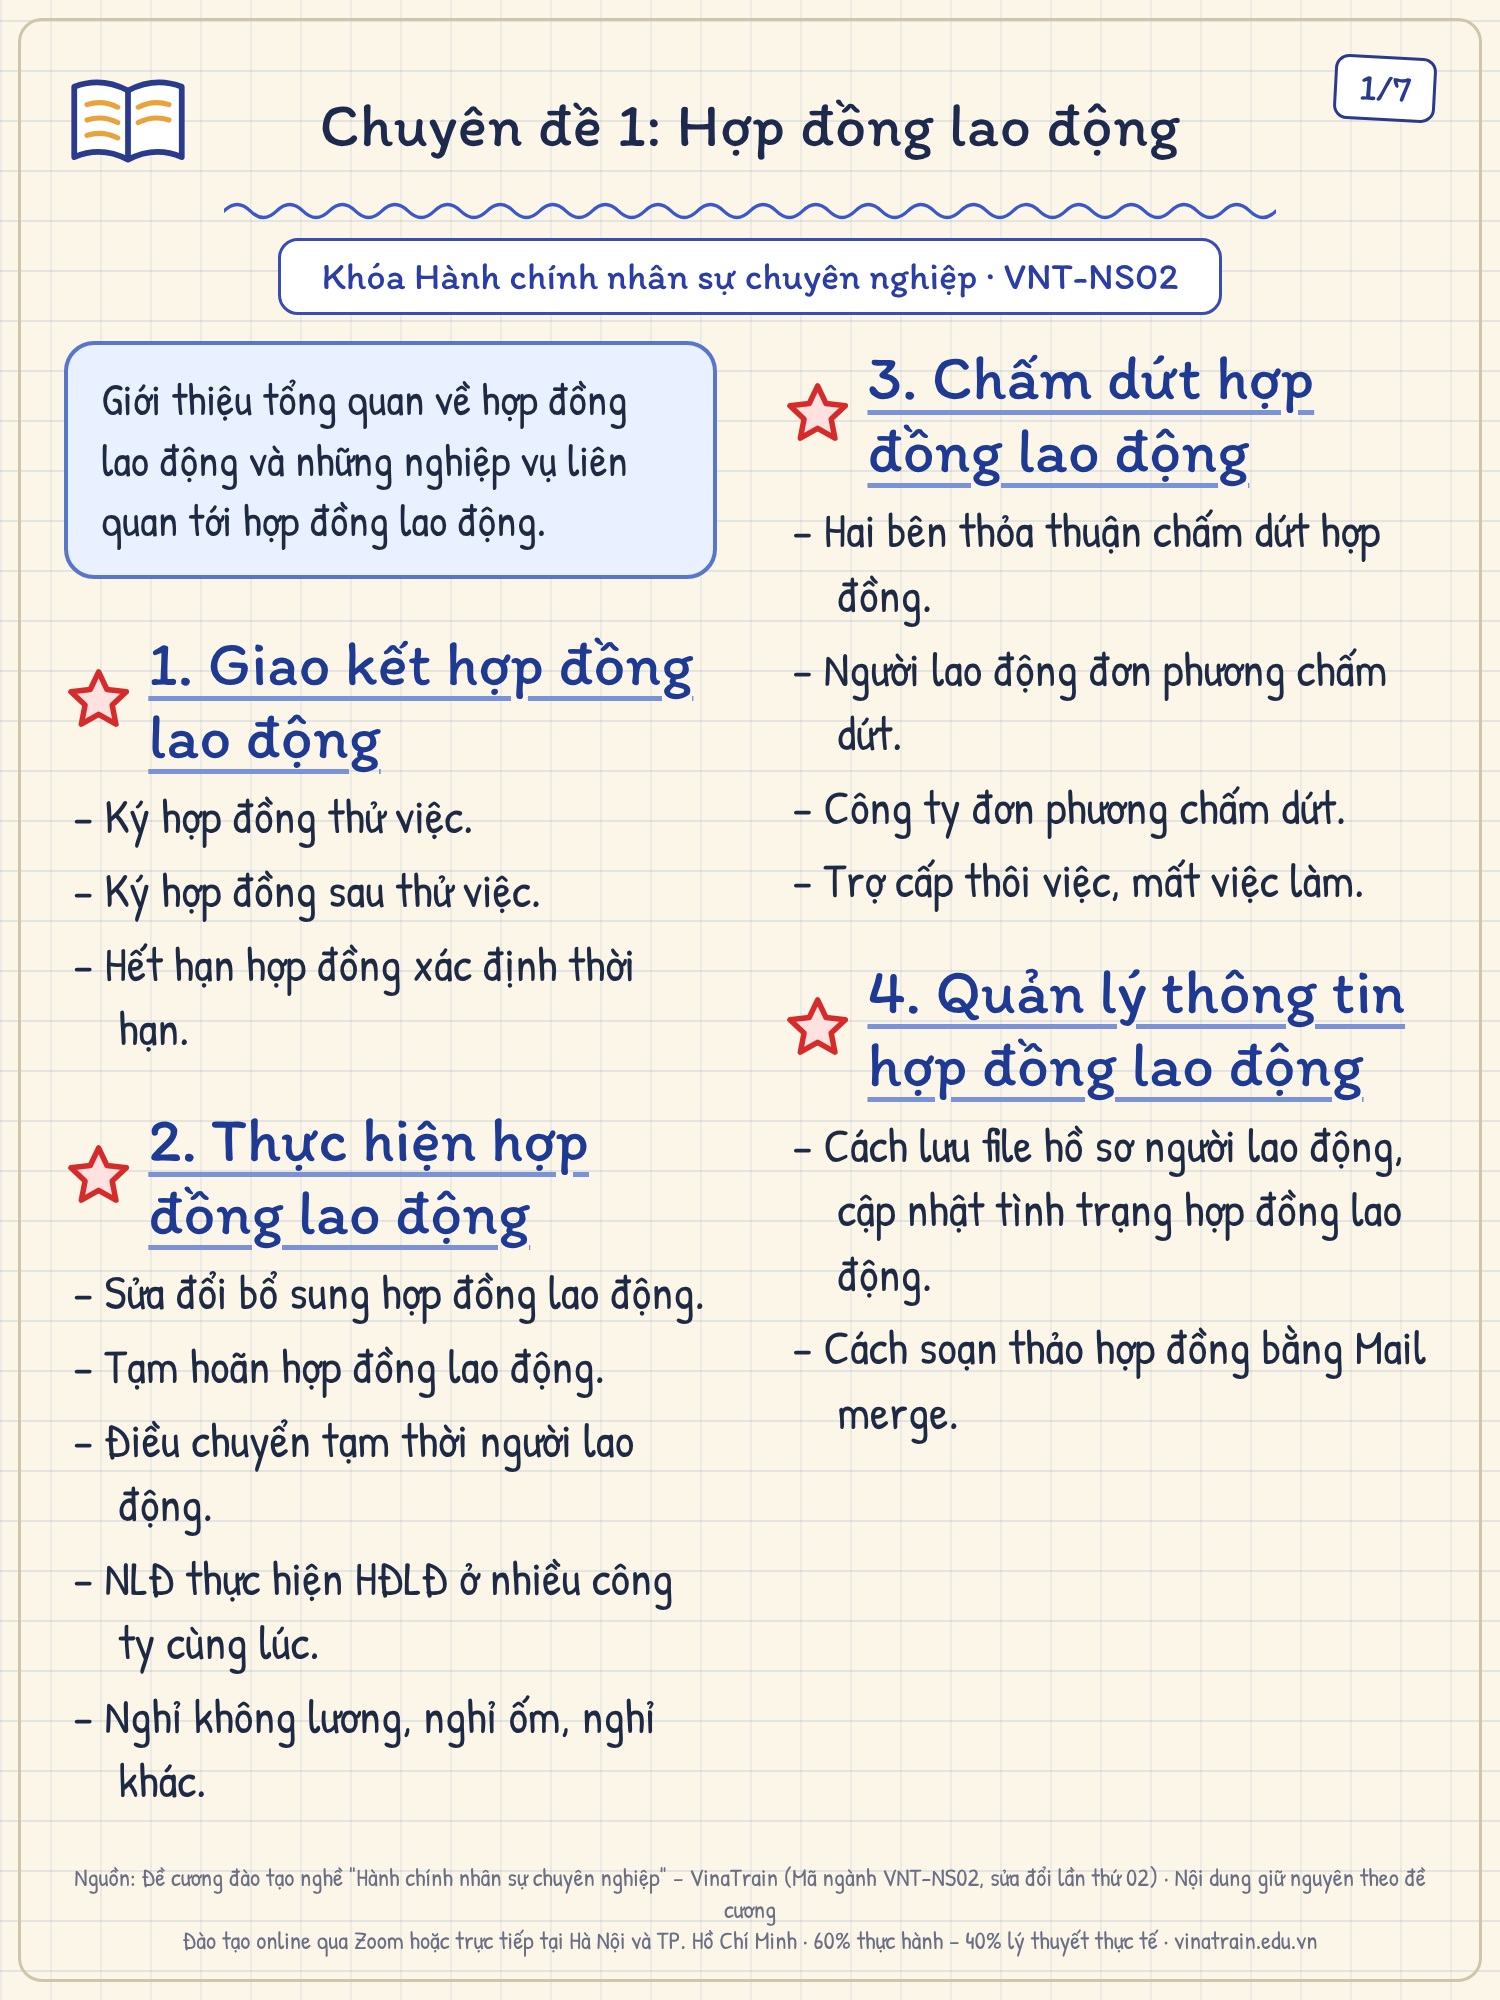 1/7
Chuyên đề 1: Hợp đồng lao động
Khóa Hành chính nhân sự chuyên nghiệp · VNT-NS02
Giới thiệu tổng quan về hợp đồng
lao động và những nghiệp vụ liên
quan tới hợp đồng lao động.
1. Giao kết hợp đồng
lao động
– Ký hợp đồng thử việc.
– Ký hợp đồng sau thử việc.
– Hết hạn hợp đồng xác định thời
hạn.
2. Thực hiện hợp
đồng lao động
– Sửa đổi bổ sung hợp đồng lao động.
– Tạm hoãn hợp đồng lao động.
– Điều chuyển tạm thời người lao
động.
– NLĐ thực hiện HĐLĐ ở nhiều công
ty cùng lúc.
– Nghỉ không lương, nghỉ ốm, nghỉ
khác.
3. Chấm dứt hợp
đồng lao động
– Hai bên thỏa thuận chấm dứt hợp
đồng.
– Người lao động đơn phương chấm
dứt.
– Công ty đơn phương chấm dứt.
– Trợ cấp thôi việc, mất việc làm.
4. Quản lý thông tin
hợp đồng lao động
– Cách lưu file hồ sơ người lao động,
cập nhật tình trạng hợp đồng lao
động.
– Cách soạn thảo hợp đồng bằng Mail
merge.
Nguồn: Đề cương đào tạo nghề "Hành chính nhân sự chuyên nghiệp" – VinaTrain (Mã ngành VNT-NS02, sửa đổi lần thứ 02) · Nội dung giữ nguyên theo đề
cương
Đào tạo online qua Zoom hoặc trực tiếp tại Hà Nội và TP. Hồ Chí Minh · 60% thực hành – 40% lý thuyết thực tế · vinatrain.edu.vn